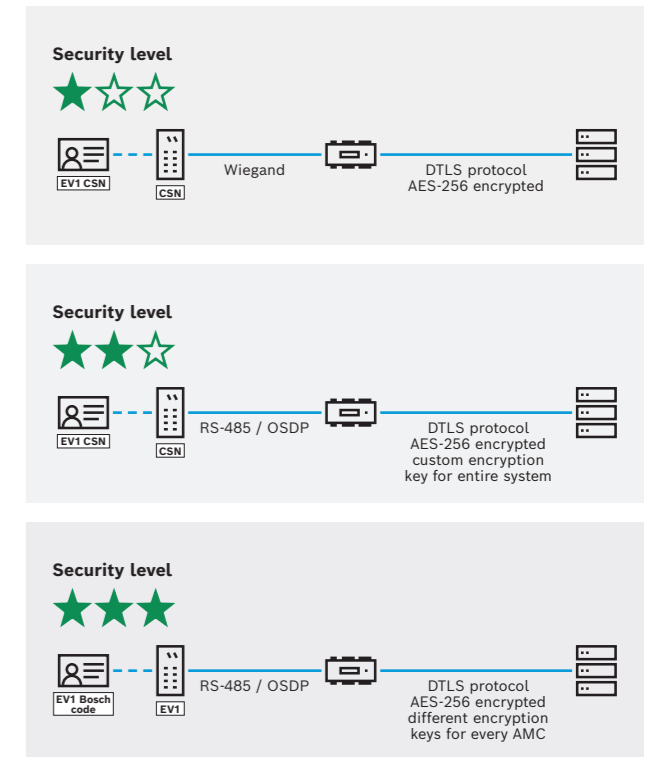 Security level
EV1 CSN
CSN
Wiegand
DTLS protocol
AES-256 encrypted
Security level
EV1 CSN
CSN
RS-485 / OSDP
DTLS protocol
AES-256 encrypted
custom encryption
key for entire system
Security level
EV1 Bosch
code
EV1
RS-485 / OSDP
DTLS protocol
AES-256 encrypted
different encryption
keys for every AMC